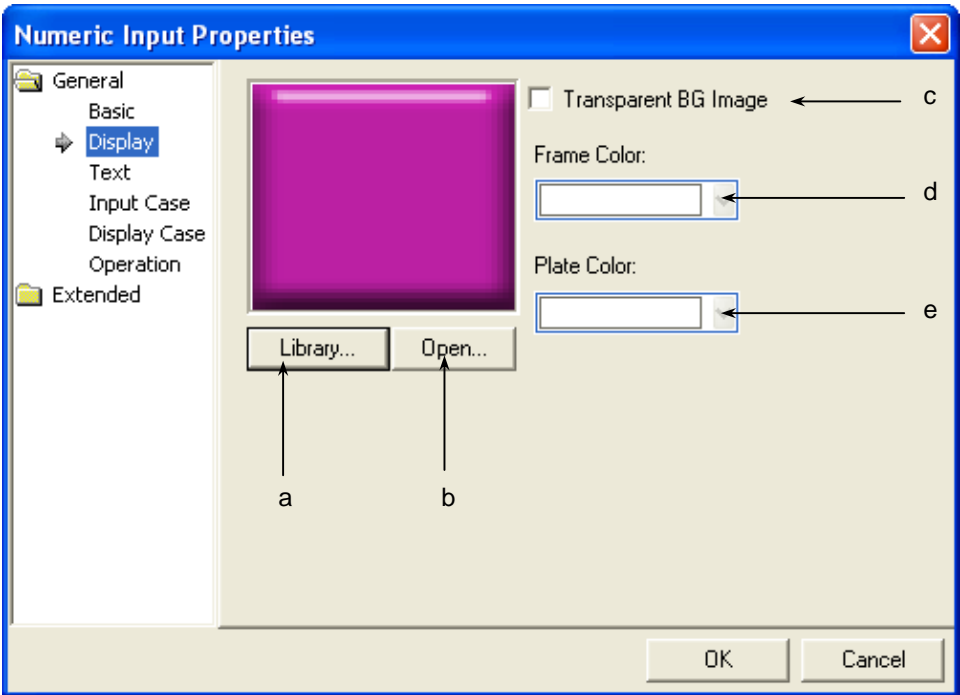 Numeric Input Properties
General
Basic
Display
Text
Input Case
Display Case
Operation
Extended
Transparent BG Image
c
Frame Color:
d
Plate Color:
e
Library...
Open...
a
b
OK
Cancel